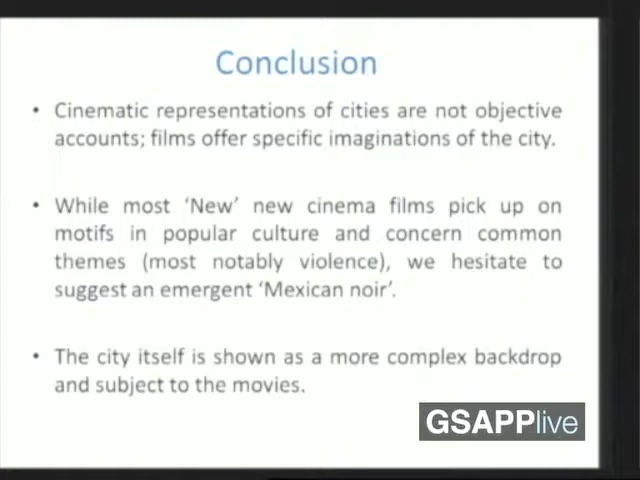 Conclusion
• Cinematic representations of cities are not objective
accounts; films offer specific imaginations of the city.
• While most ‘New’ new cinema films pick up on
motifs in popular culture and concern common
themes (most notably violence), we hesitate to
suggest an emergent ‘Mexican noir’.
• The city itself is shown as a more complex backdrop
and subject to the movies.
GSAPPlive